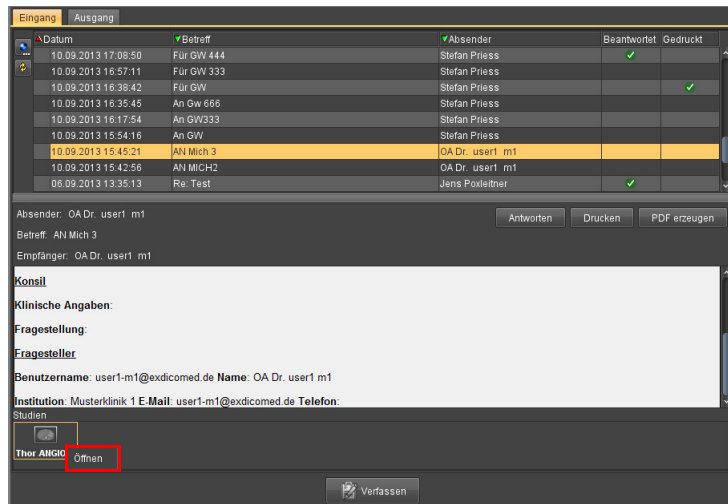 Eingang Ausgang
Datum Betreff Absender Beantwortet Gedruckt
10.09.2013 17:08:50 Für GW 444 Stefan Priess
10.09.2013 16:57:11 Für GW 333 Stefan Priess
10.09.2013 16:38:42 Für GW Stefan Priess
10.09.2013 16:35:45 An Gw 666 Stefan Priess
10.09.2013 16:17:54 An GW333 Stefan Priess
10.09.2013 15:54:16 An GW Stefan Priess
10.09.2013 15:45:21 AN Mich 3 OA Dr. user1 m1
10.09.2013 15:42:56 AN MICH2 OA Dr. user1 m1
06.09.2013 13:35:13 Re: Test Jens Poxleitner
Absender: OA Dr. user1 m1 Antworten Drucken PDF erzeugen
Betreff: AN Mich 3
Empfänger: OA Dr. user1 m1
Konsil
Klinische Angaben:
Fragestellung:
Fragesteller
Benutzername: user1-m1@exdicomed.de Name: OA Dr. user1 m1
Institution: Musterklinik 1 E-Mail: user1-m1@exdicomed.de Telefon:
Studien
Thor ANGIO
Öffnen
Verfassen